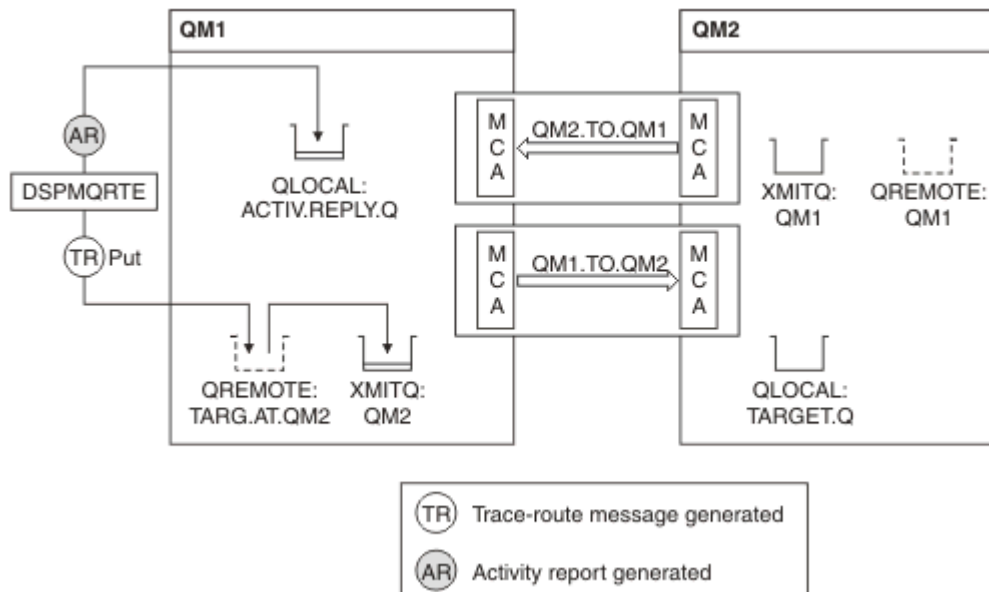 QM1
QM2
AR
DSPMQRTE
TR Put
QLOCAL:
ACTIV.REPLY.Q
M
C
A
QM2.TO.QM1
M
C
A
XMITQ:
QM1
QREMOTE:
QM1
M
C
A
QM1.TO.QM2
M
C
A
QREMOTE:
TARG.AT.QM2
XMITQ:
QM2
QLOCAL:
TARGET.Q
TR Trace-route message generated
AR Activity report generated